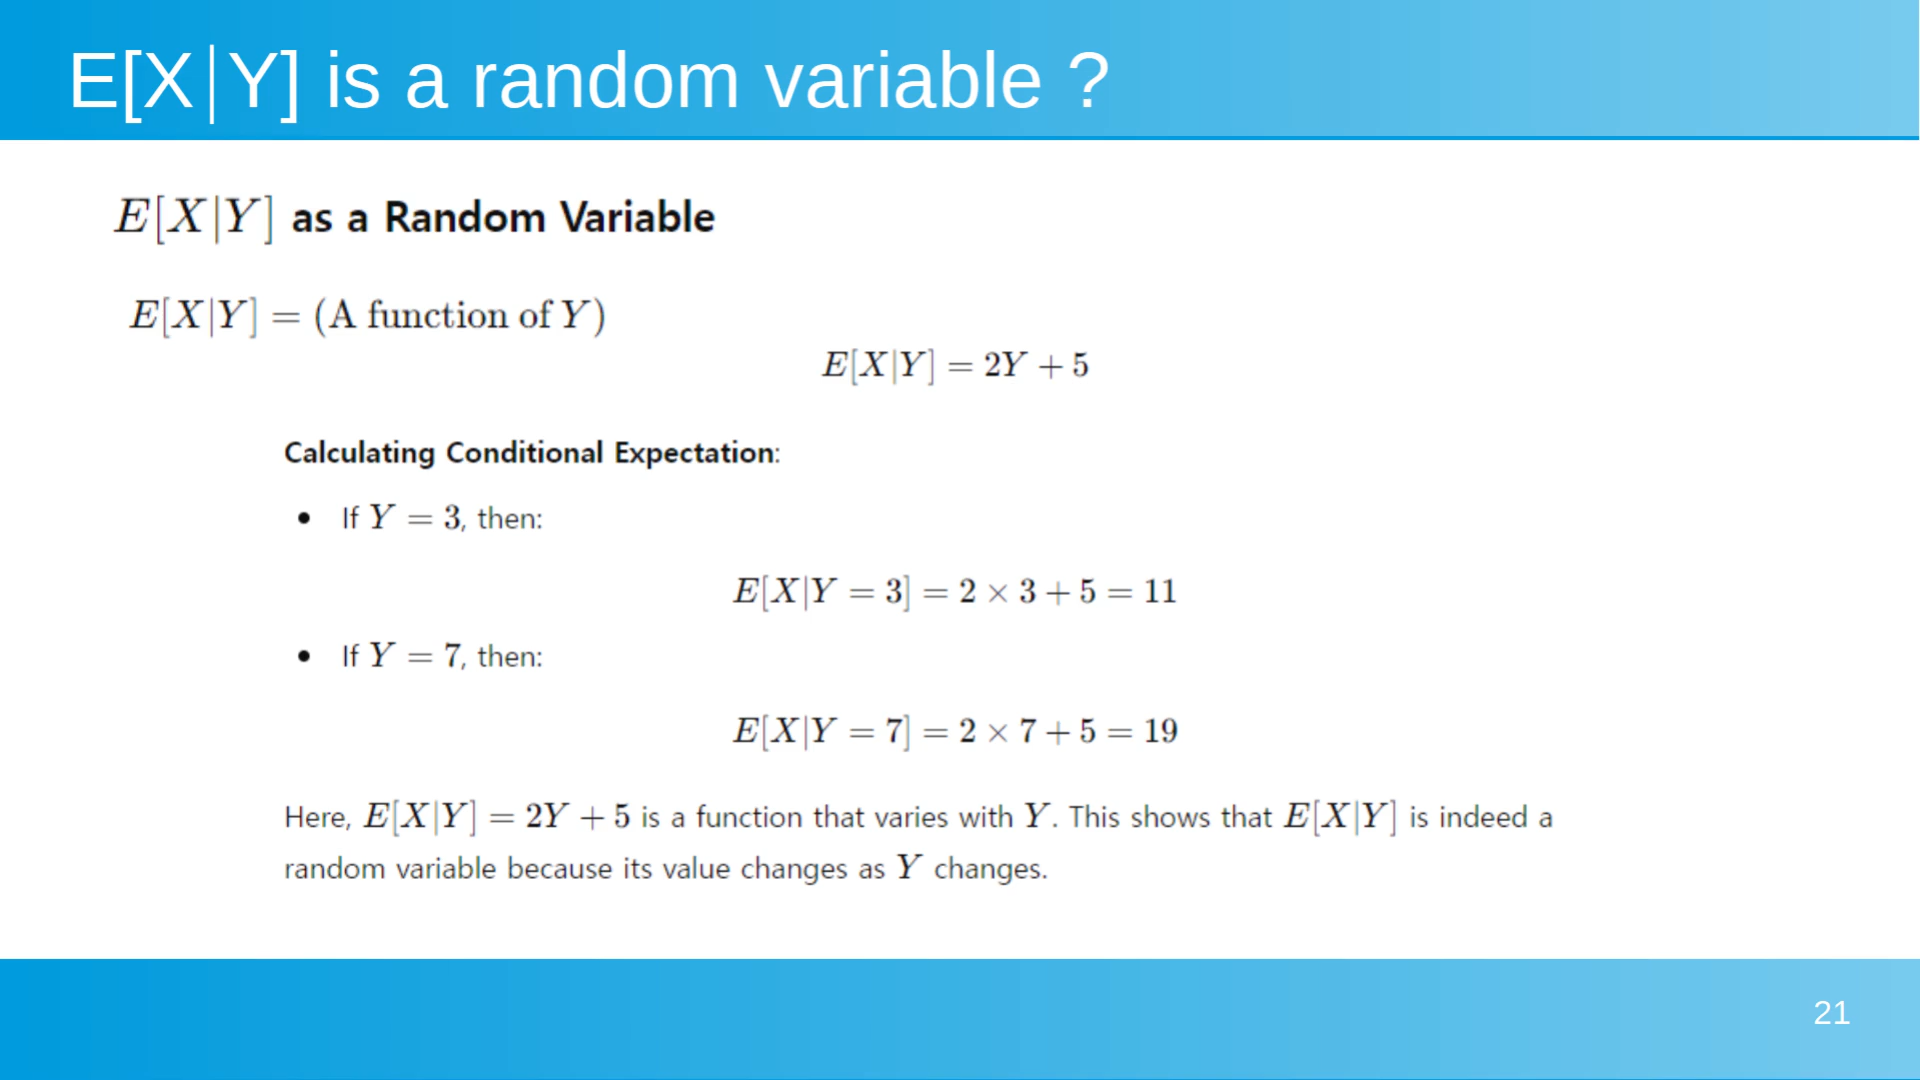 E[X|Y] is a random variable ?
E[X|Y] as a Random Variable
E[X|Y] = (A function of Y)
E[X|Y] = 2Y + 5
Calculating Conditional Expectation:
• If Y = 3, then:
E[X|Y = 3] = 2 × 3 + 5 = 11
• If Y = 7, then:
E[X|Y = 7] = 2 × 7 + 5 = 19
Here, E[X|Y] = 2Y + 5 is a function that varies with Y. This shows that E[X|Y] is indeed a
random variable because its value changes as Y changes.
21